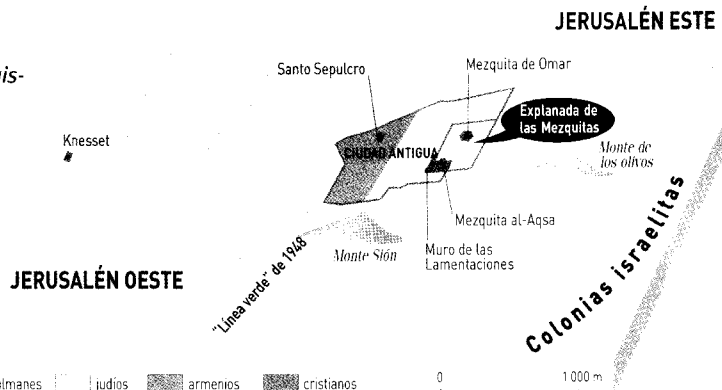 JERUSALÉN ESTE
Santo Sepulcro
Mezquita de Omar
Explanada de
las Mezquitas
Knesset
CIUDAD ANTIGUA
Monte de
los olivos
Mezquita al-Aqsa
Muro de las
Lamentaciones
Monte Sión
"Línea verde" de 1948
JERUSALÉN OESTE
Colonias israelitas
judíos
armenios
cristianos
0
1 000 m